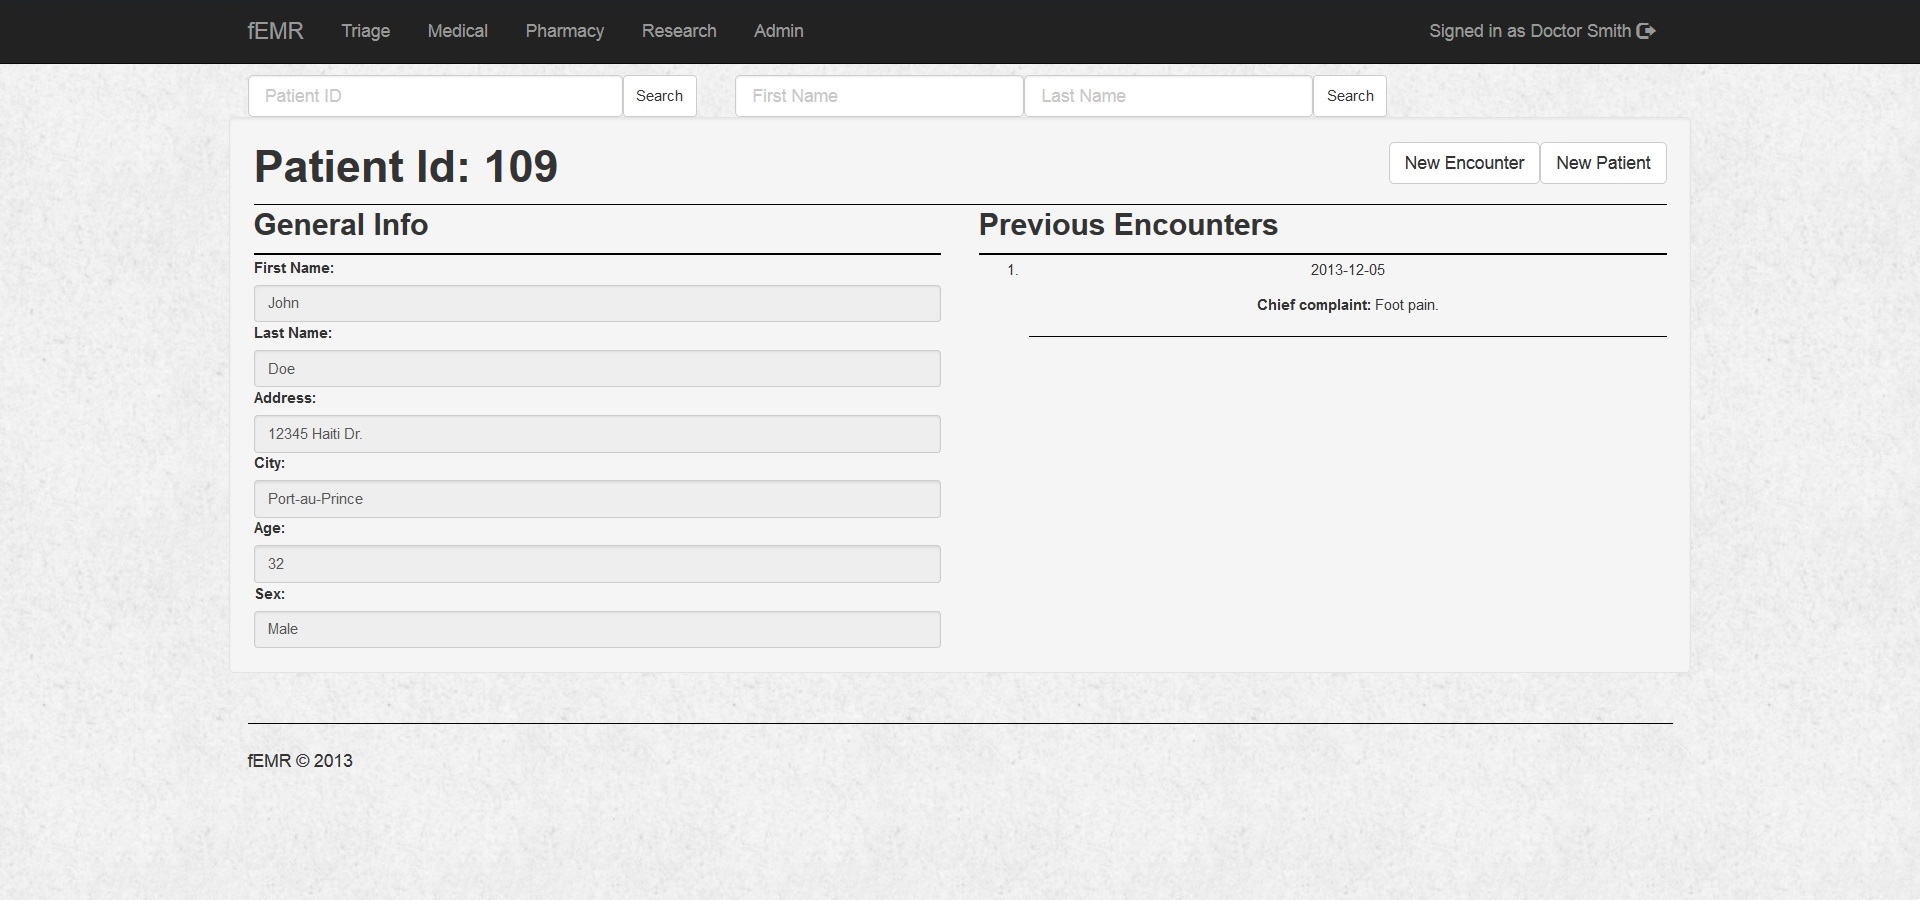 fEMR Triage Medical Pharmacy Research Admin Signed in as Doctor Smith
Patient ID Search First Name Last Name Search
Patient Id: 109 New Encounter New Patient
General Info
First Name:
John
Last Name:
Doe
Address:
12345 Haiti Dr.
City:
Port-au-Prince
Age:
32
Sex:
Male
Previous Encounters
1. 2013-12-05
Chief complaint: Foot pain.
fEMR © 2013